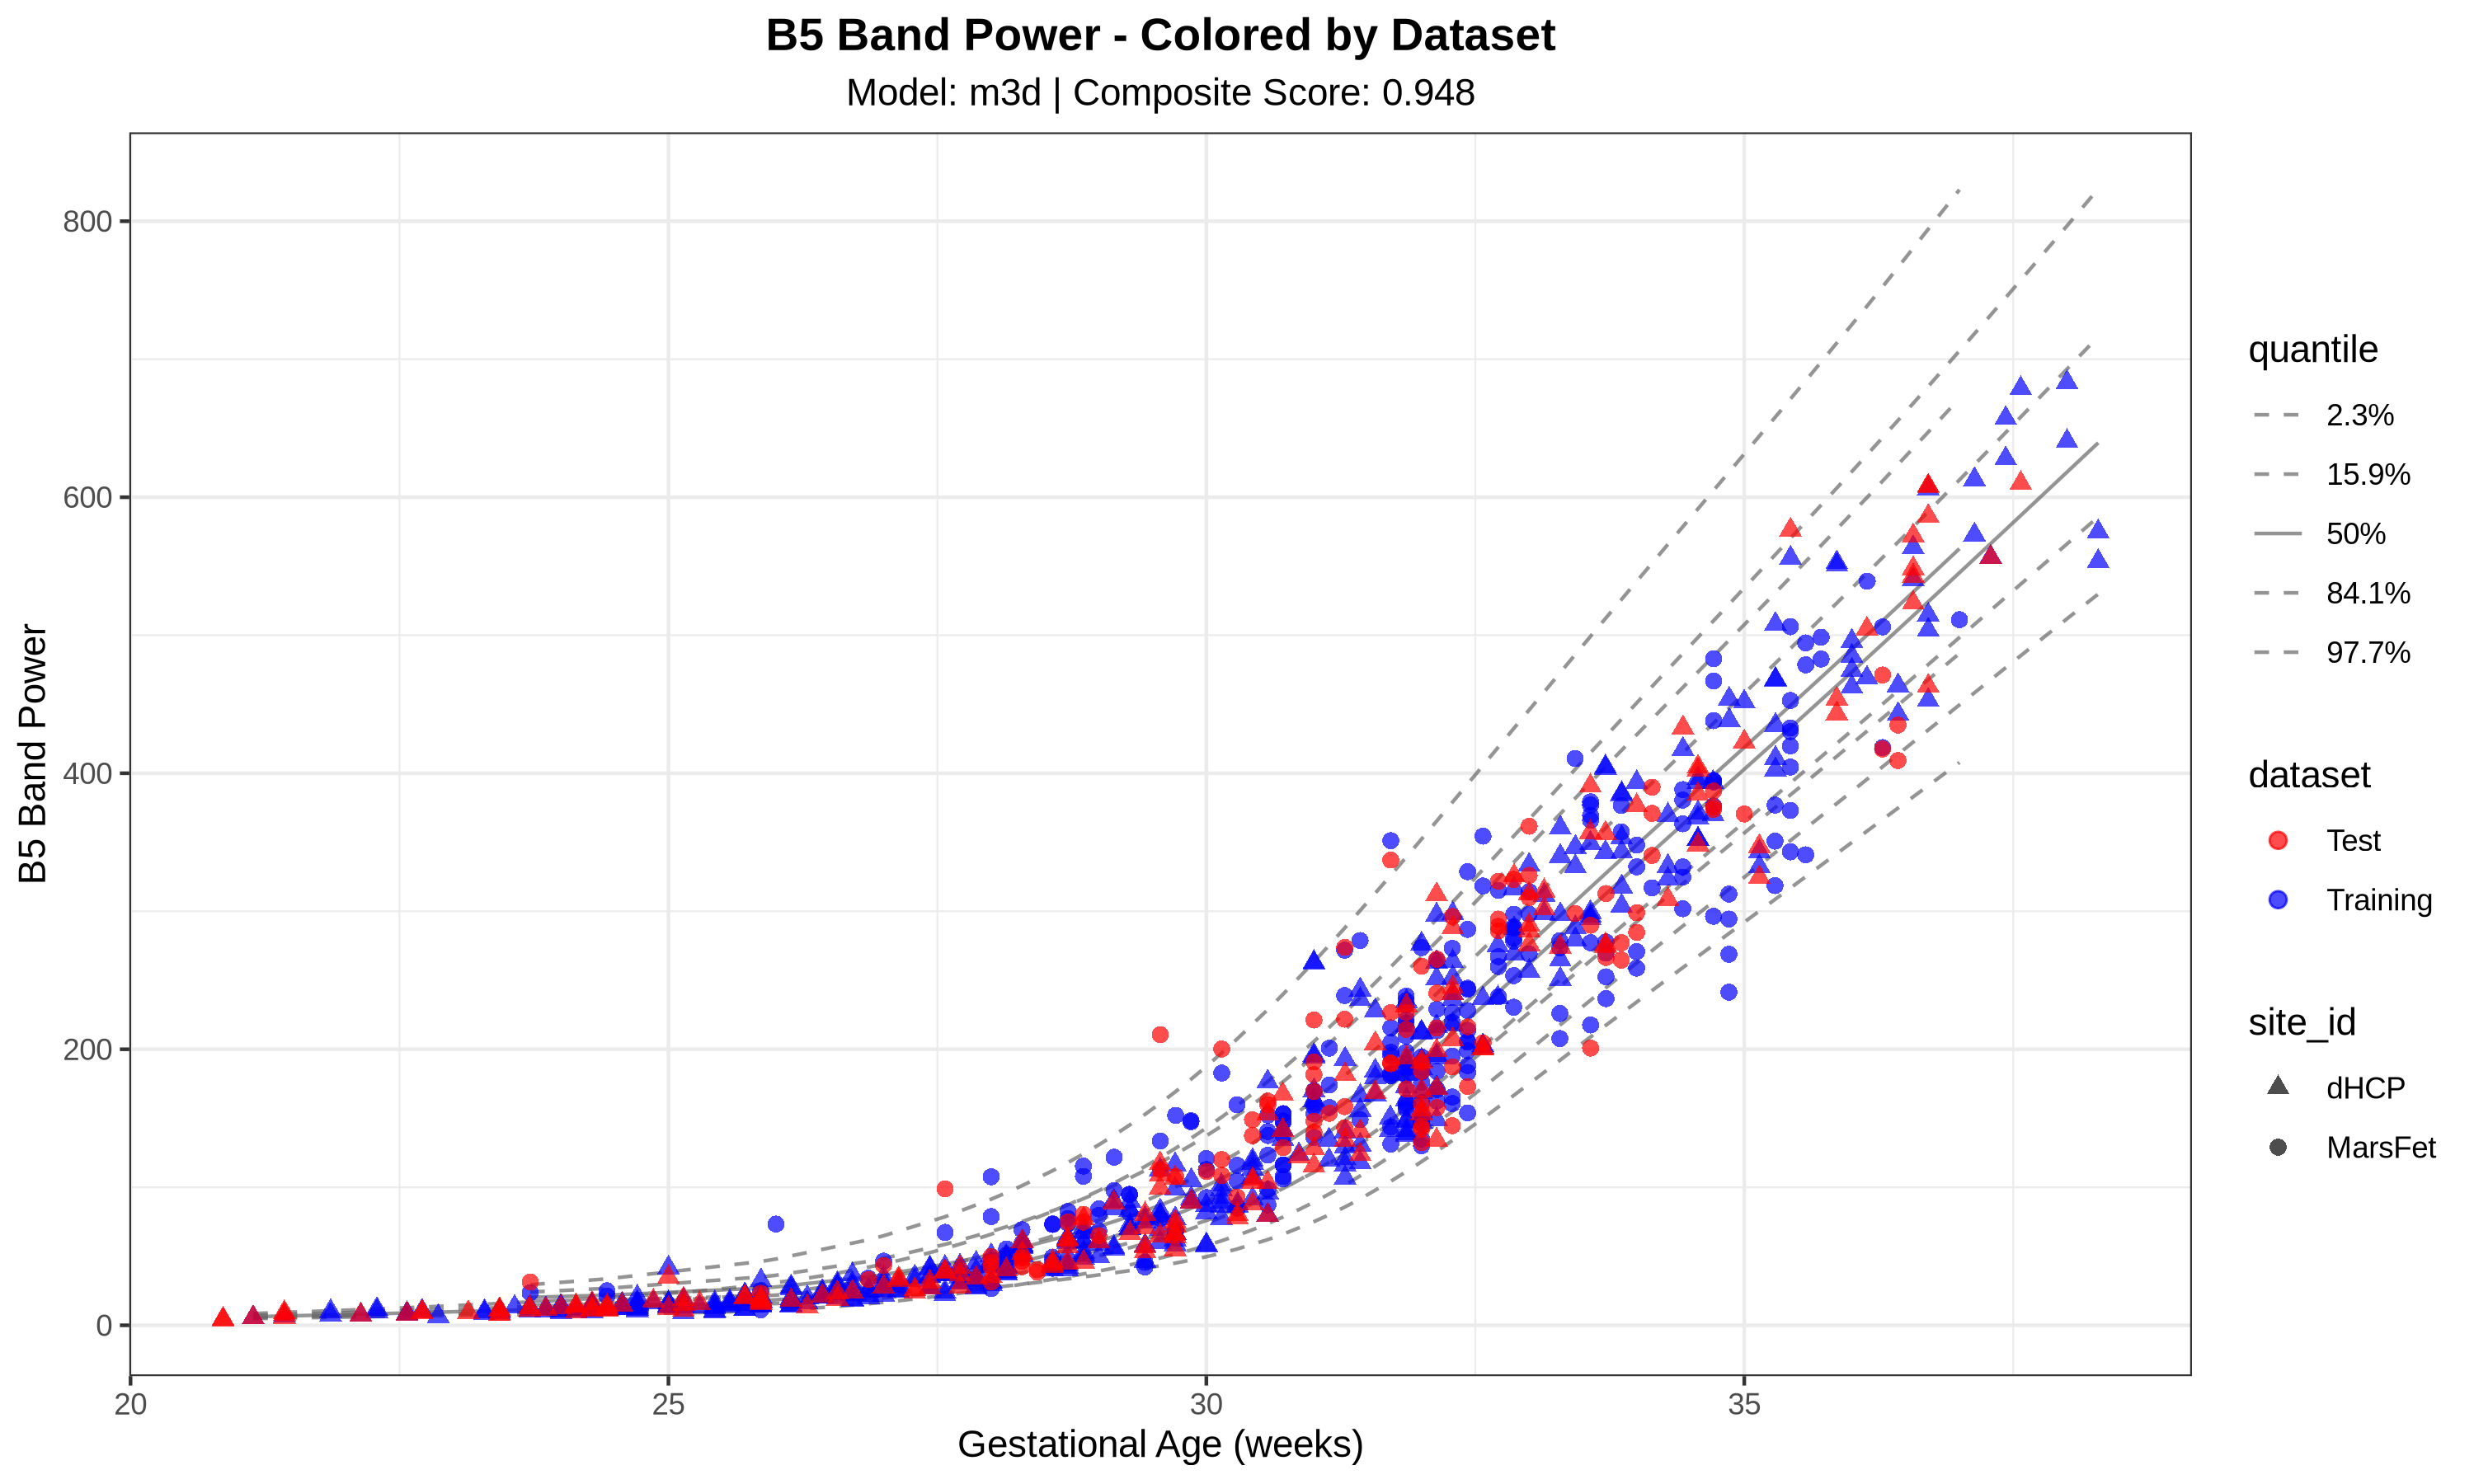 B5 Band Power - Colored by Dataset
Model: m3d | Composite Score: 0.948
B5 Band Power
800
600
400
200
0
20
25
30
35
Gestational Age (weeks)
quantile
2.3%
15.9%
50%
84.1%
97.7%
dataset
Test
Training
site_id
dHCP
MarsFet